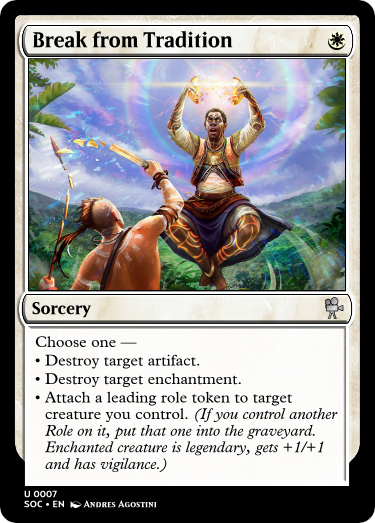 Break from Tradition
Sorcery
Choose one —
• Destroy target artifact.
• Destroy target enchantment.
• Attach a leading role token to target
creature you control. (If you control another
Role on it, put that one into the graveyard.
Enchanted creature is legendary, gets +1/+1
and has vigilance.)
U 0007
SOC • EN Andres Agostini